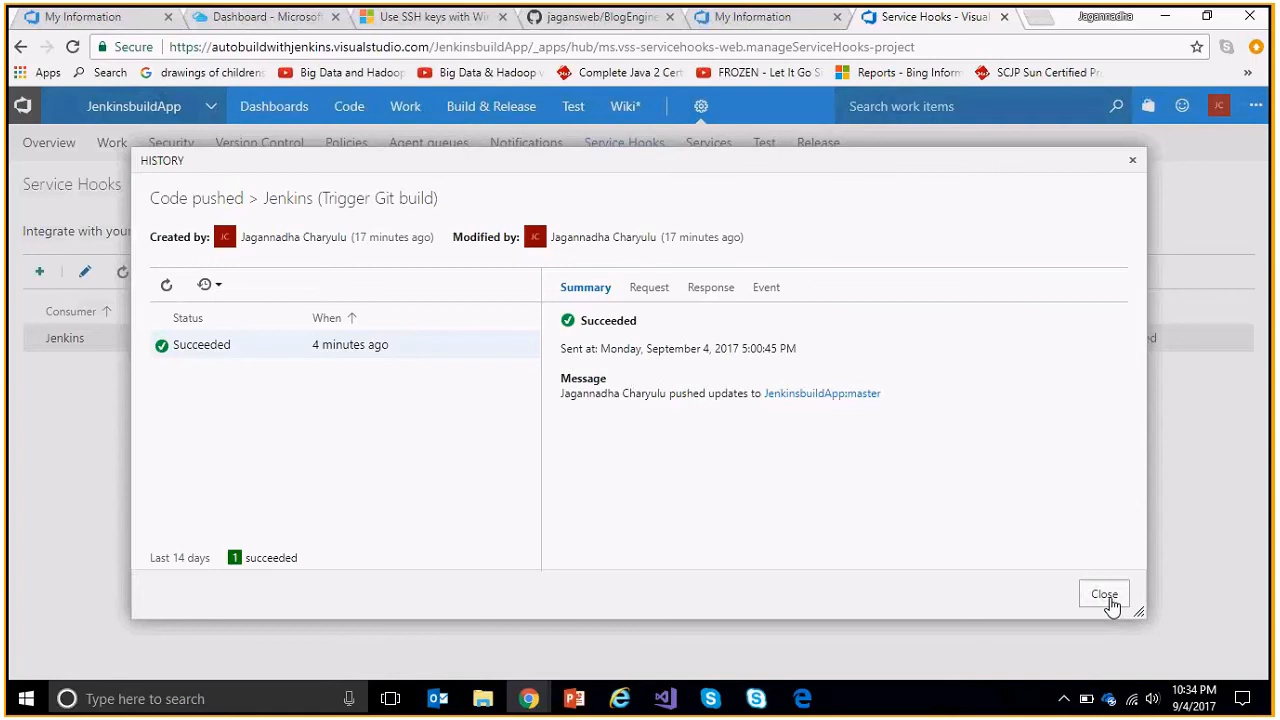 My Information
Dashboard - Microsoft
Use SSH keys with Win
jagansweb/BlogEngine
My Information
Service Hooks - Visual
Jagannadha
Secure
https://autobuildwithjenkins.visualstudio.com/JenkinsbuildApp/_apps/hub/ms.vss-servicehooks-web.manageServiceHooks-project
Apps
Search
drawings of childrens
Big Data and Hadoop
Big Data & Hadoop
Complete Java 2 Cert
FROZEN - Let It Go
Reports - Bing Inform
SCJP Sun Certified Pr
»
JenkinsbuildApp
Dashboards
Code
Work
Build & Release
Test
Wiki*
Search work items
JC
Overview
Work
Security
Version Control
Policies
Agent queues
Notifications
Service Hooks
Services
Test
Release
HISTORY
Service Hooks
Code pushed > Jenkins (Trigger Git build)
Integrate with your
Created by: JC Jagannadha Charyulu (17 minutes ago)
Modified by: JC Jagannadha Charyulu (17 minutes ago)
Summary
Request
Response
Event
Consumer
Status
When
Succeeded
Jenkins
Succeeded
4 minutes ago
Sent at: Monday, September 4, 2017 5:00:45 PM
Message
Jagannadha Charyulu pushed updates to JenkinsbuildApp:master
Last 14 days
1 succeeded
Close
Type here to search
10:34 PM
9/4/2017